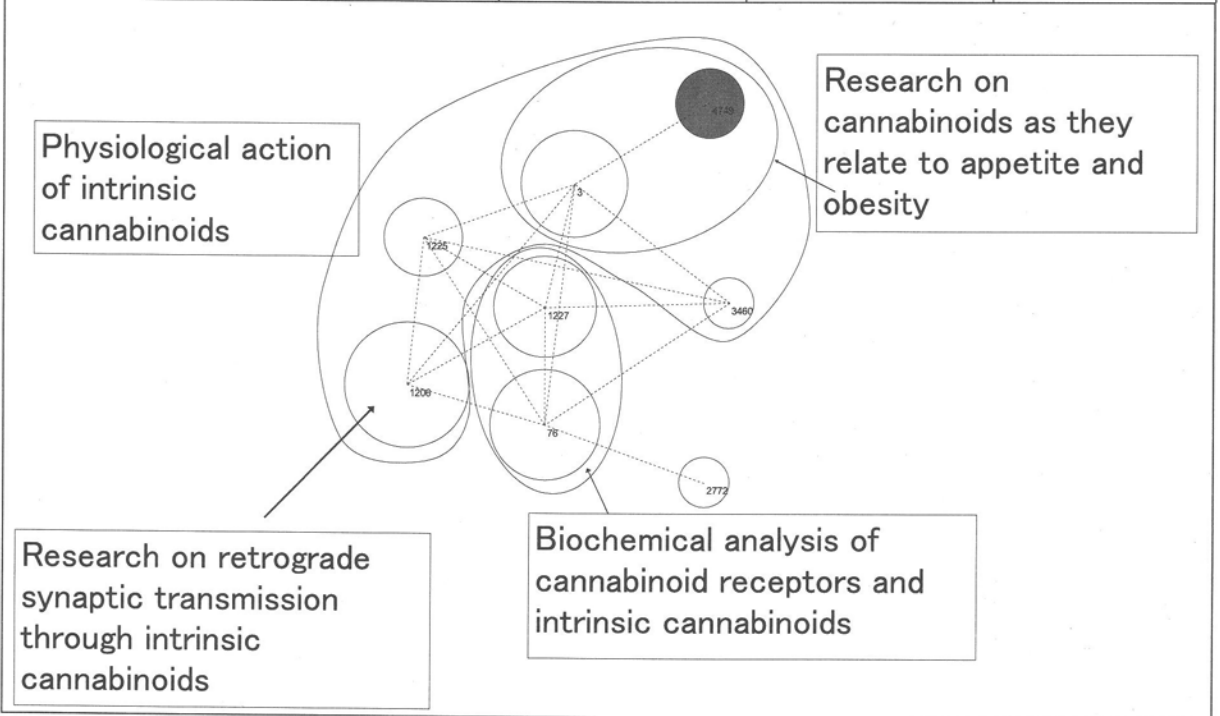 Research on
cannabinoids as they
relate to appetite and
obesity
Physiological action
of intrinsic
cannabinoids
3
1225
1227
3460
76
2772
Research on retrograde
synaptic transmission
through intrinsic
cannabinoids
Biochemical analysis of
cannabinoid receptors and
intrinsic cannabinoids